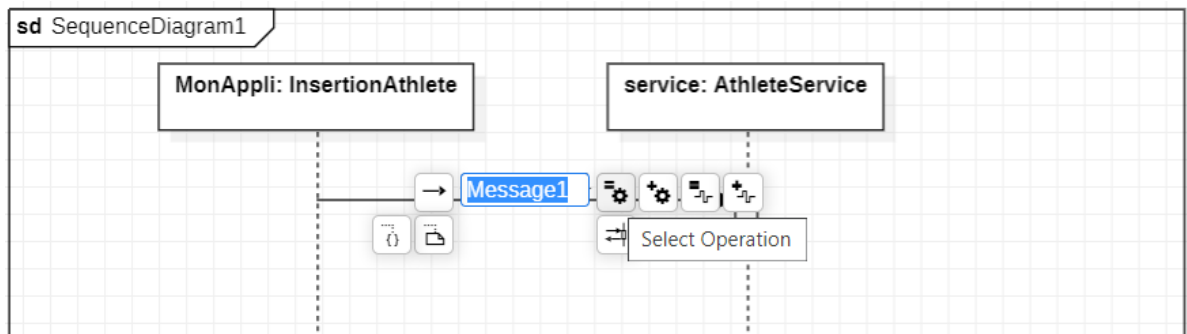 sd SequenceDiagram1
MonAppli: InsertionAthlete
service: AthleteService
Message1
Select Operation